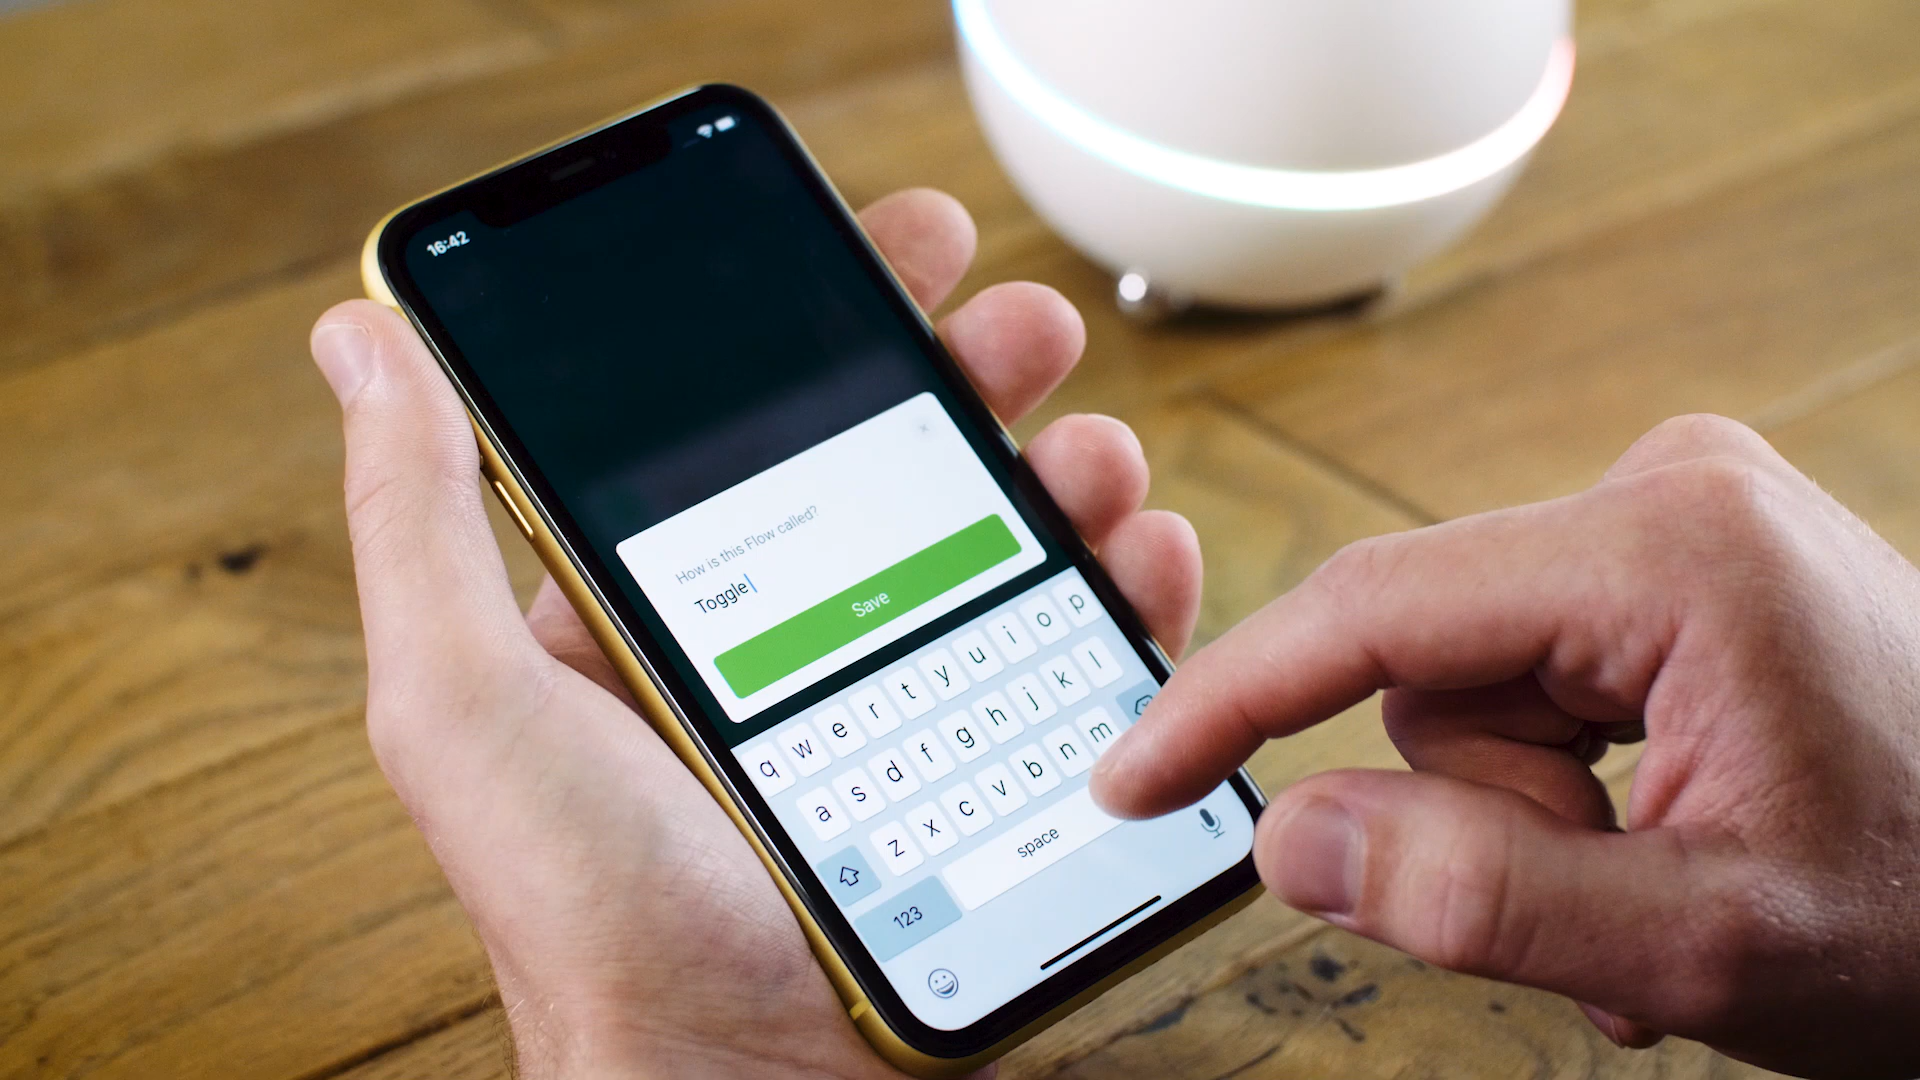 16:42
How is this Flow called?
Toggle
Save
q w e r t y u i o p
a s d f g h j k l
z x c v b n m
123 space